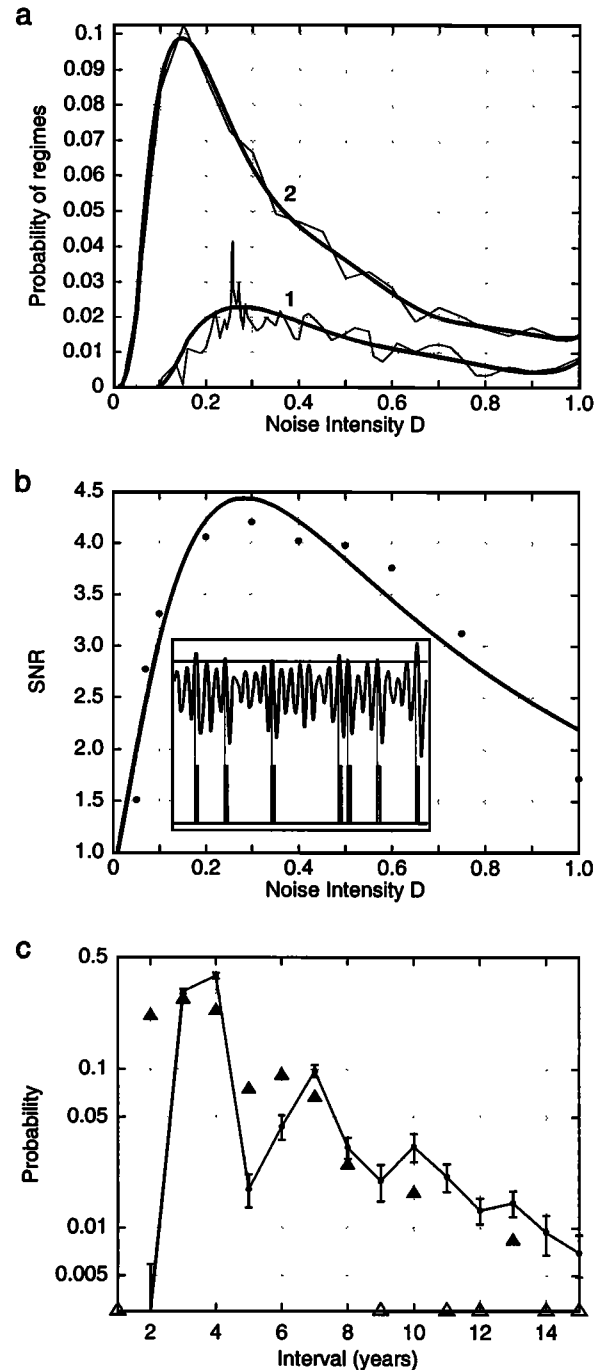 a
0.1
0.09
0.08
0.07
0.06
0.05
0.04
0.03
0.02
0.01
0
Probability of regimes
2
1
0.2 0.4 0.6 0.8 1.0
Noise Intensity D
b
4.5
4.0
3.5
3.0
2.5
2.0
1.5
1.0
SNR
0.2 0.4 0.6 0.8 1.0
Noise Intensity D
c
0.5
0.1
0.05
0.01
0.005
Probability
2 4 6 8 10 12 14
Interval (years)